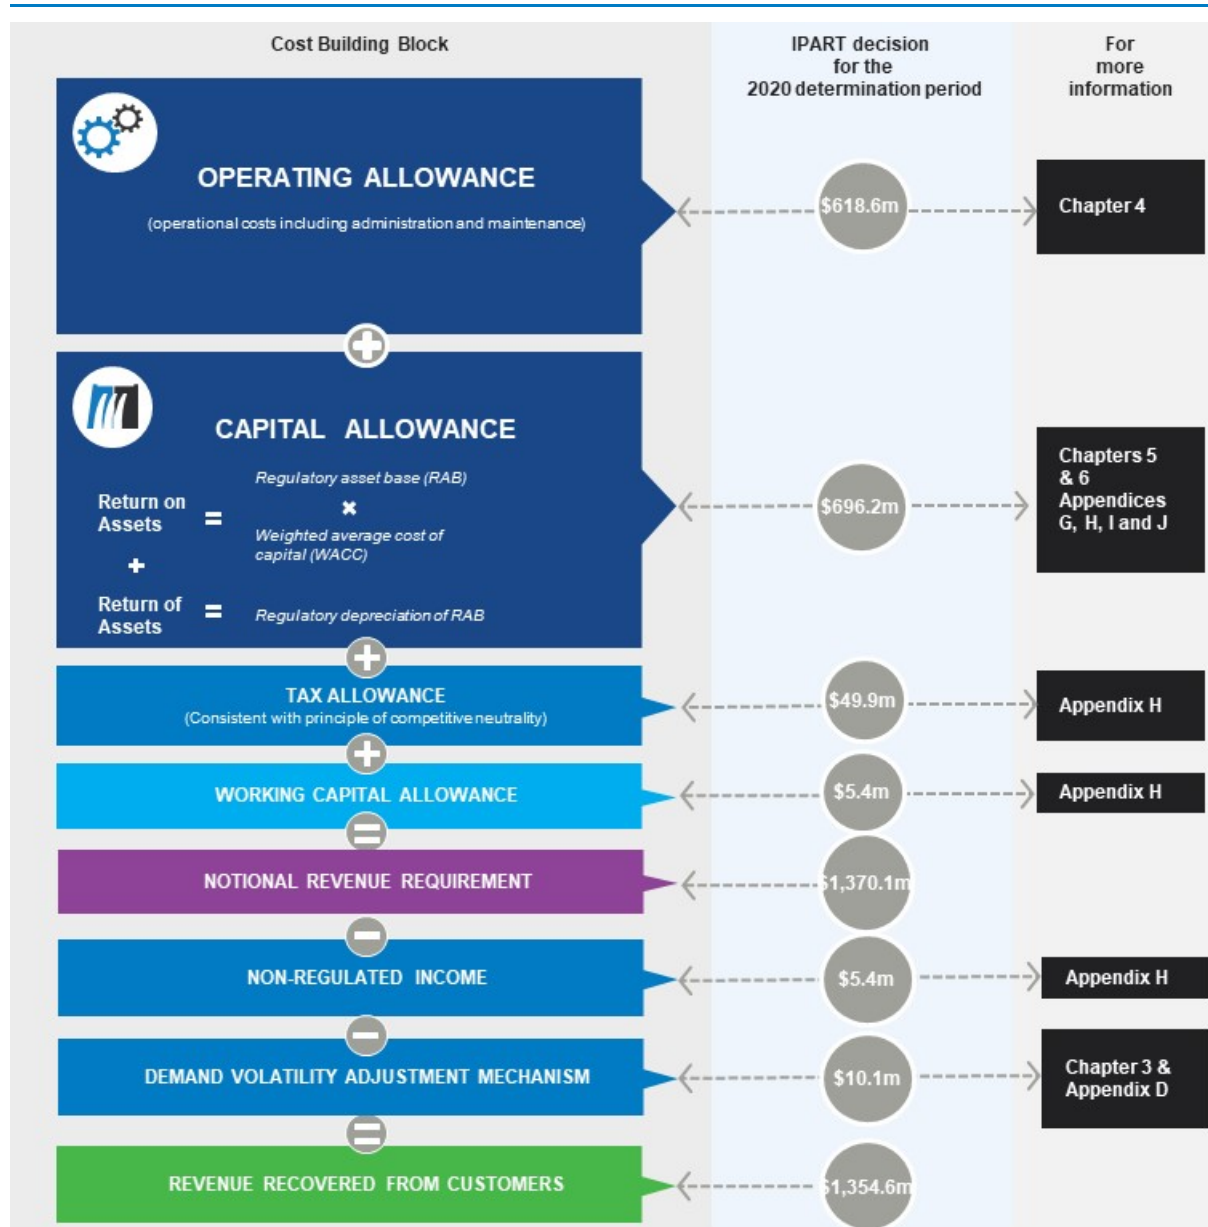 Cost Building Block
IPART decision
for the
2020 determination period
For
more
information
OPERATING ALLOWANCE
(operational costs including administration and maintenance)
$618.6m
Chapter 4
CAPITAL ALLOWANCE
Regulatory asset base (RAB)
Return on
Assets
=
×
Weighted average cost of
capital (WACC)
+
Return of
Assets
=
Regulatory depreciation of RAB
$696.2m
Chapters 5
& 6
Appendices
G, H, I and J
+
TAX ALLOWANCE
(Consistent with principle of competitive neutrality)
$49.9m
Appendix H
+
WORKING CAPITAL ALLOWANCE
$5.4m
Appendix H
=
NOTIONAL REVENUE REQUIREMENT
$1,370.1m
−
NON-REGULATED INCOME
$5.4m
Appendix H
−
DEMAND VOLATILITY ADJUSTMENT MECHANISM
$10.1m
Chapter 3 &
Appendix D
=
REVENUE RECOVERED FROM CUSTOMERS
$1,354.6m